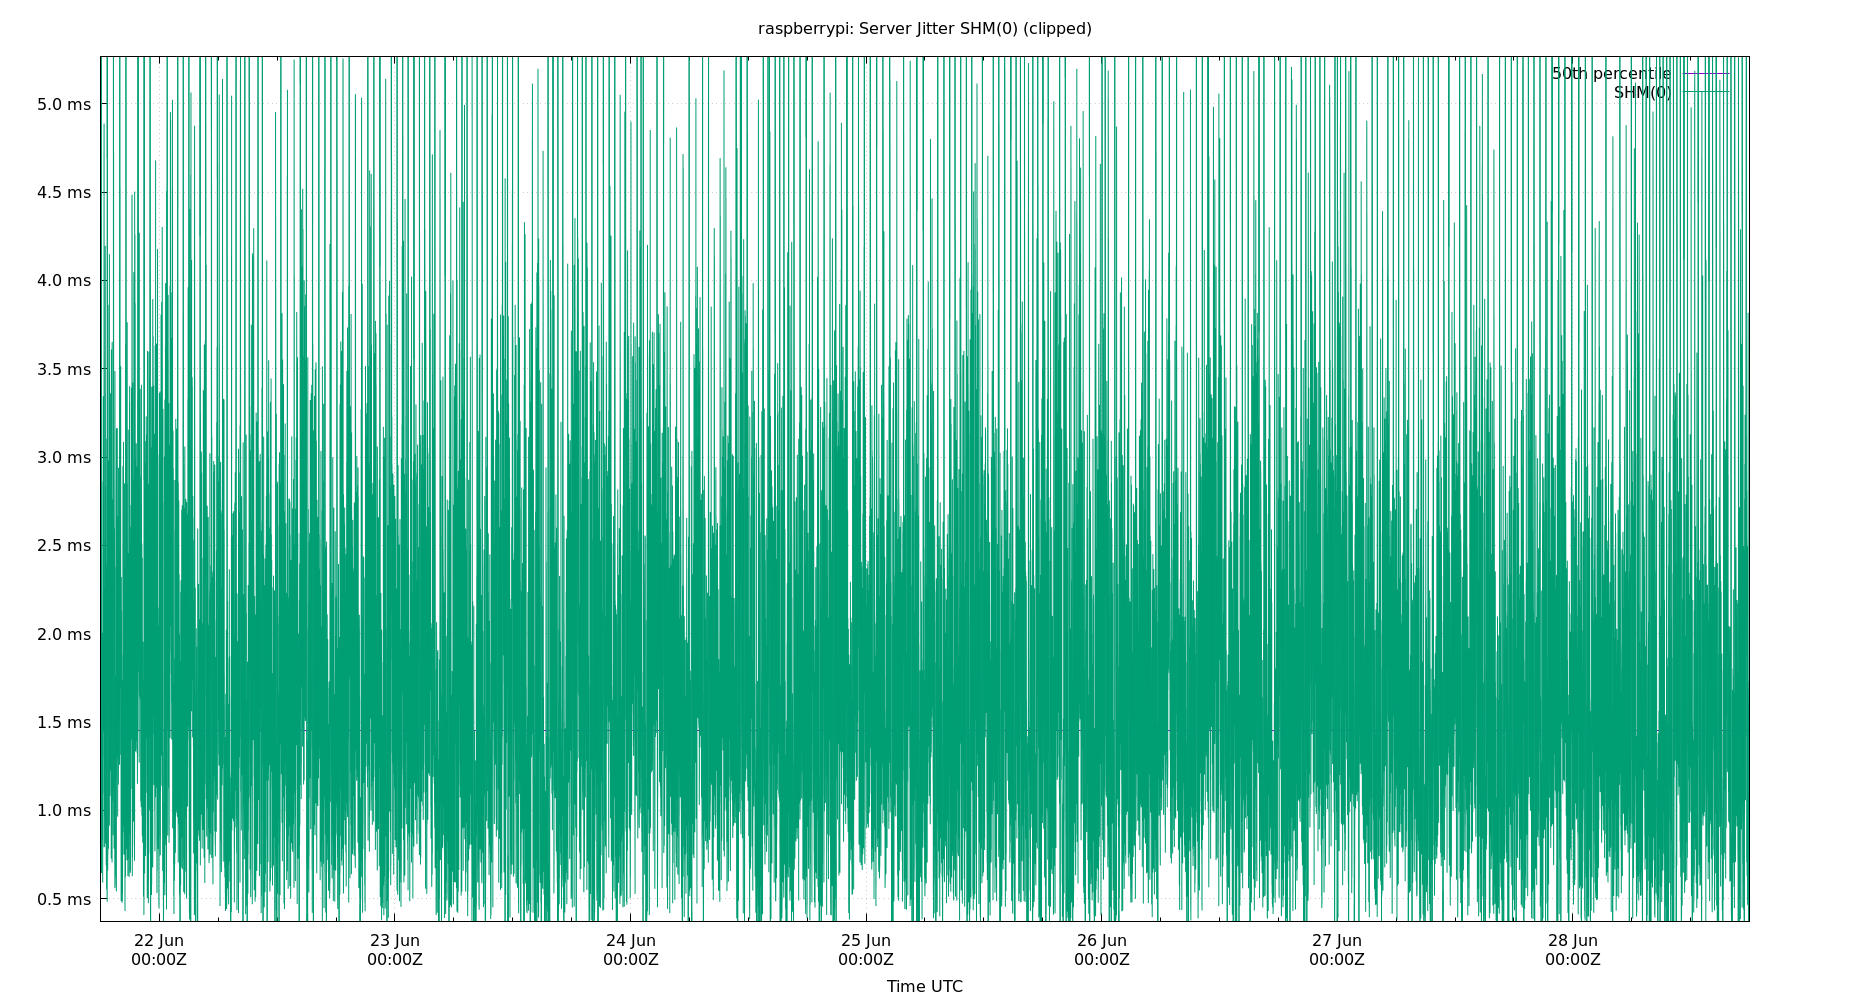 raspberrypi: Server Jitter SHM(0) (clipped)
50th percentile
SHM(0)
5.0 ms
4.5 ms
4.0 ms
3.5 ms
3.0 ms
2.5 ms
2.0 ms
1.5 ms
1.0 ms
0.5 ms
22 Jun 23 Jun 24 Jun 25 Jun 26 Jun 27 Jun 28 Jun
00:00Z 00:00Z 00:00Z 00:00Z 00:00Z 00:00Z 00:00Z
Time UTC